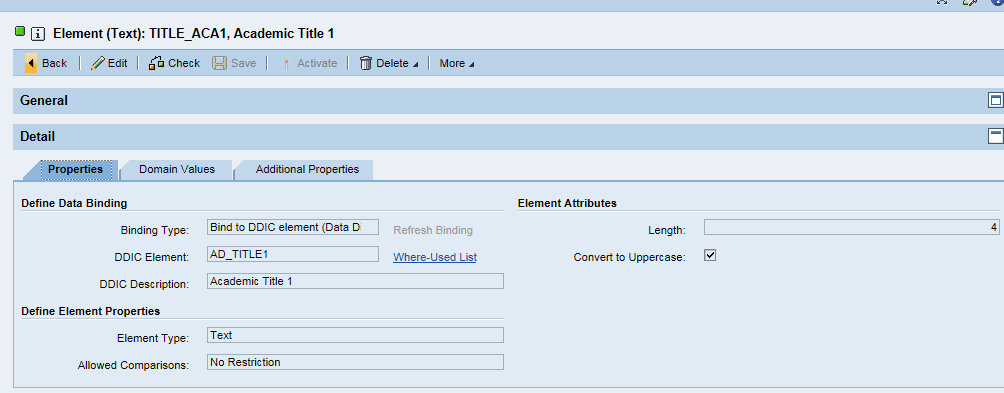 Element (Text): TITLE_ACA1, Academic Title 1
Back Edit Check Save Activate Delete More
General
Detail
Properties Domain Values Additional Properties
Define Data Binding
Binding Type: Bind to DDIC element (Data Di Refresh Binding
DDIC Element: AD_TITLE1 Where-Used List
DDIC Description: Academic Title 1
Define Element Properties
Element Type: Text
Allowed Comparisons: No Restriction
Element Attributes
Length: 4
Convert to Uppercase: